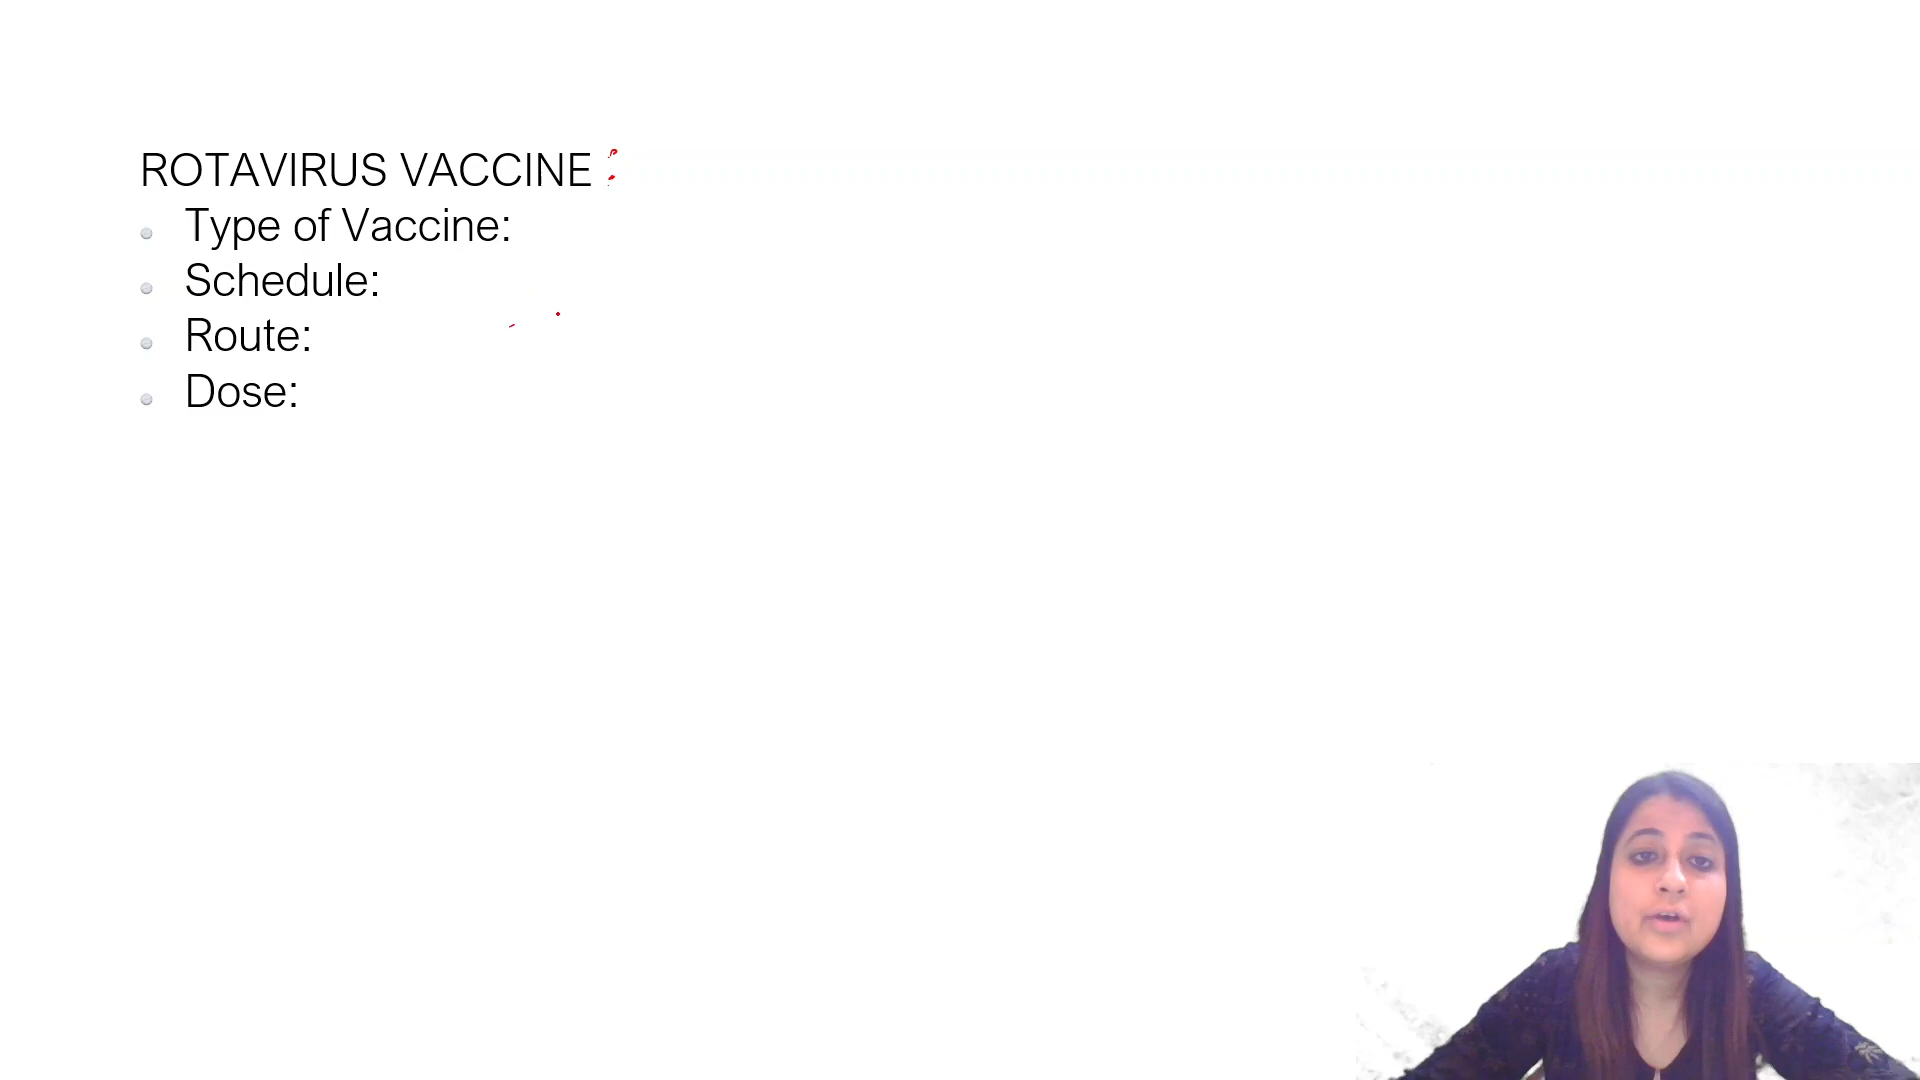 ROTAVIRUS VACCINE :
Type of Vaccine:
Schedule:
Route:
Dose: